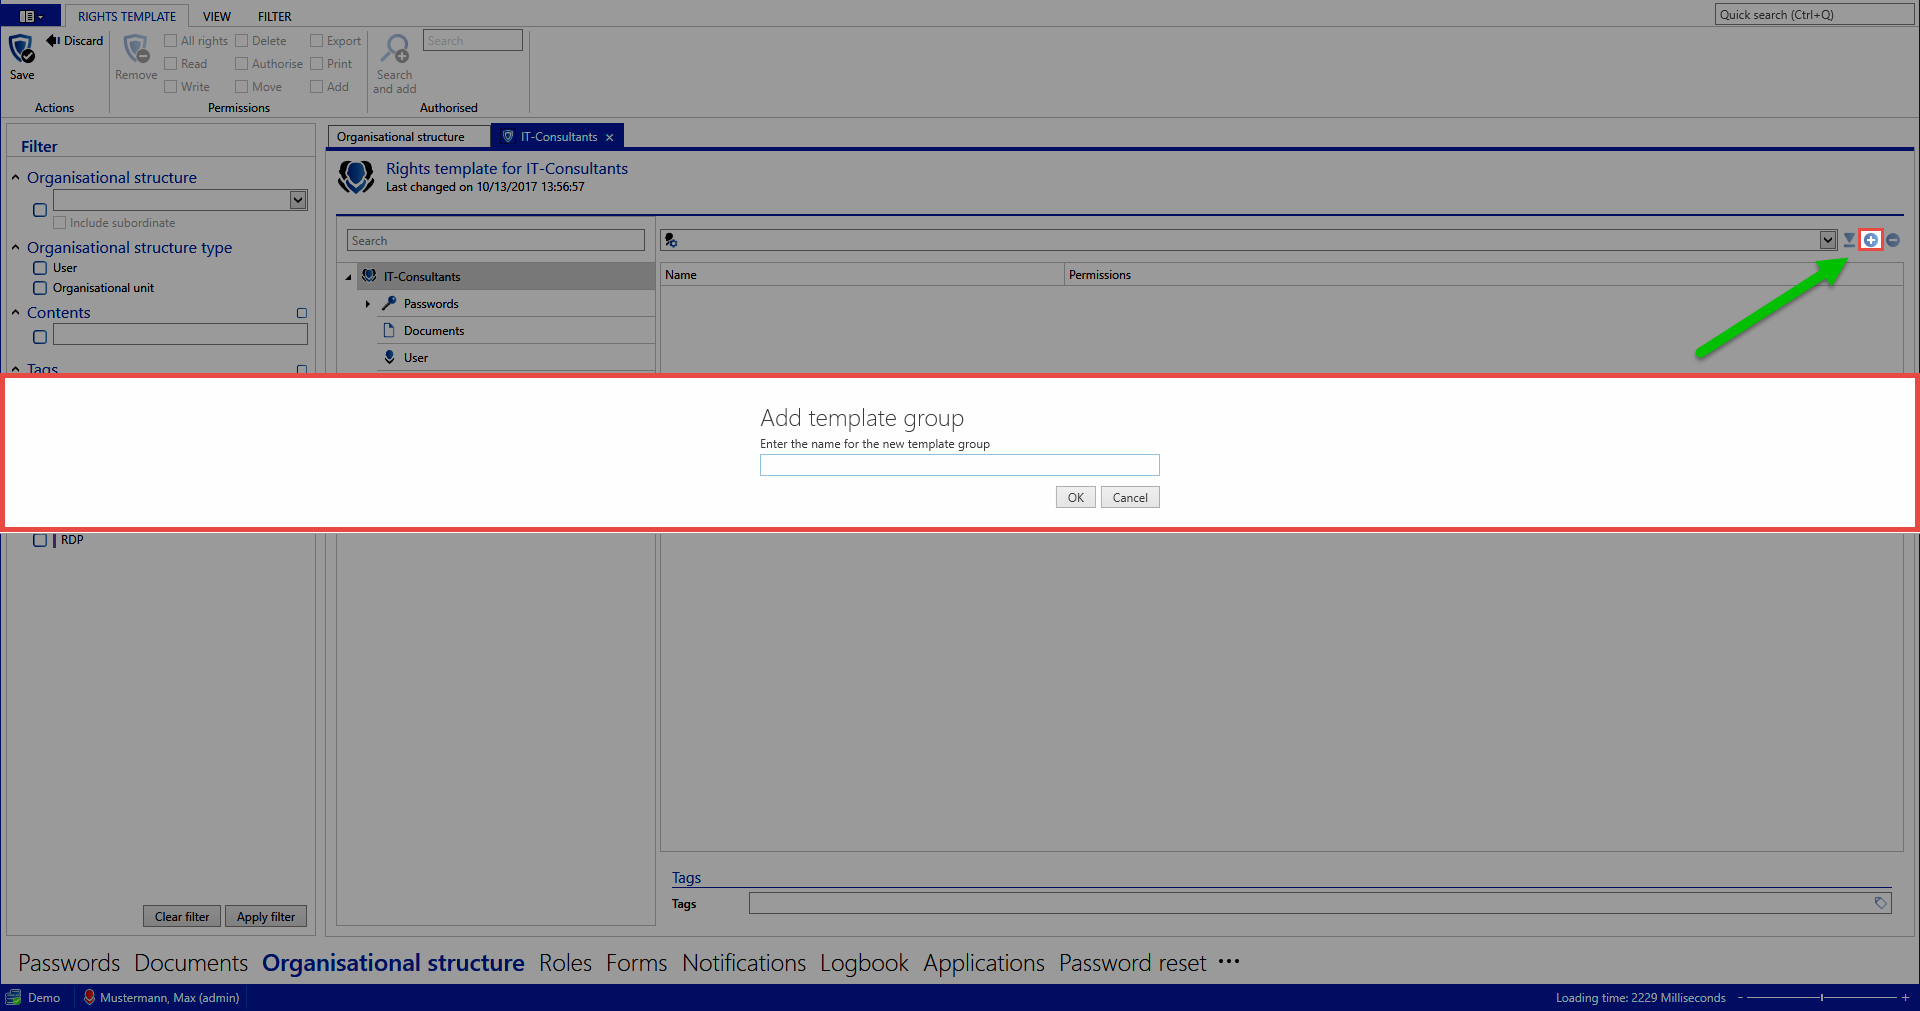 RIGHTS TEMPLATE VIEW FILTER
Quick search (Ctrl+Q)
Save
Discard
Actions
Remove
All rights Delete Export
Read Authorise Print
Write Move Add
Permissions
Search and add
Search
Authorised
Filter
Organisational structure
Include subordinate
Organisational structure type
User
Organisational unit
Contents
Tags
RDP
Clear filter Apply filter
Organisational structure IT-Consultants
Rights template for IT-Consultants
Last changed on 10/13/2017 13:56:57
Search
IT-Consultants
Passwords
Documents
User
Name Permissions
Add template group
Enter the name for the new template group
OK Cancel
Tags
Tags
Passwords Documents Organisational structure Roles Forms Notifications Logbook Applications Password reset •••
Demo Mustermann, Max (admin) Loading time: 2229 Milliseconds - +